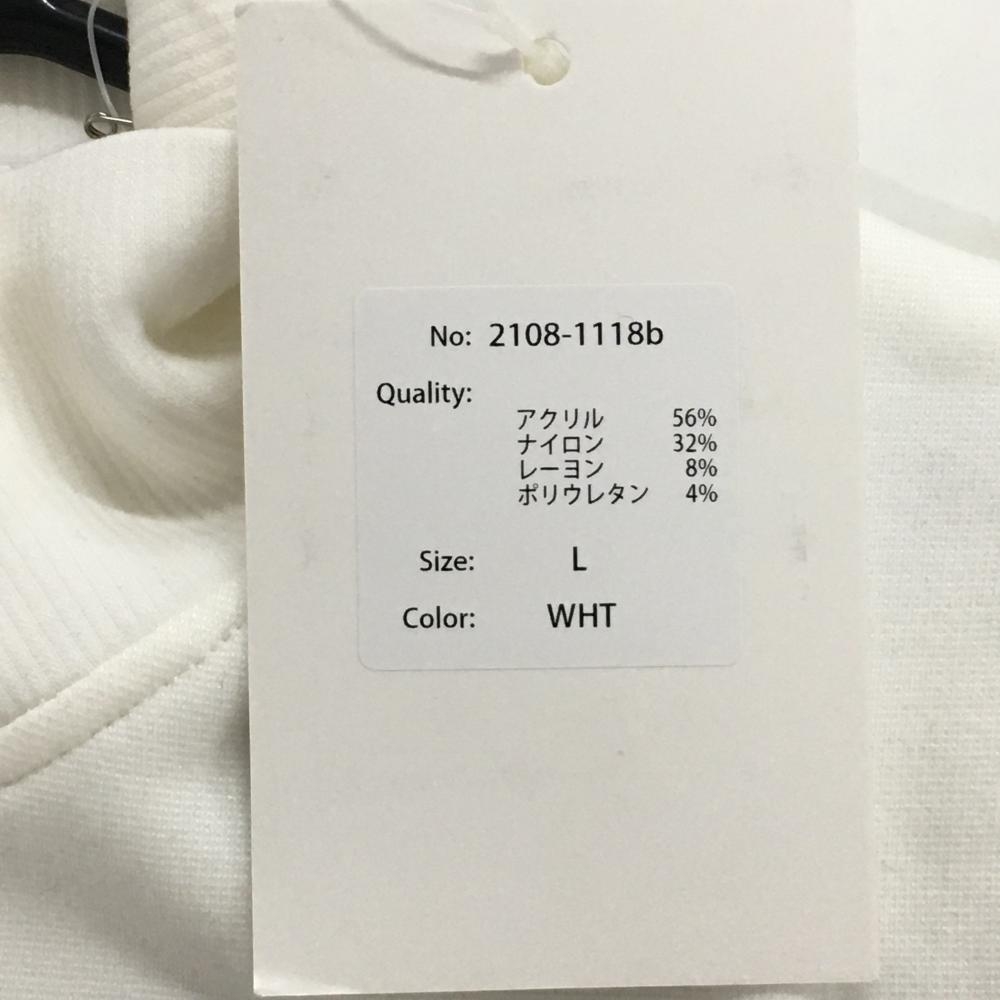 No: 2108-1118b
Quality:
アクリル 56%
ナイロン 32%
レーヨン 8%
ポリウレタン 4%
Size: L
Color: WHT